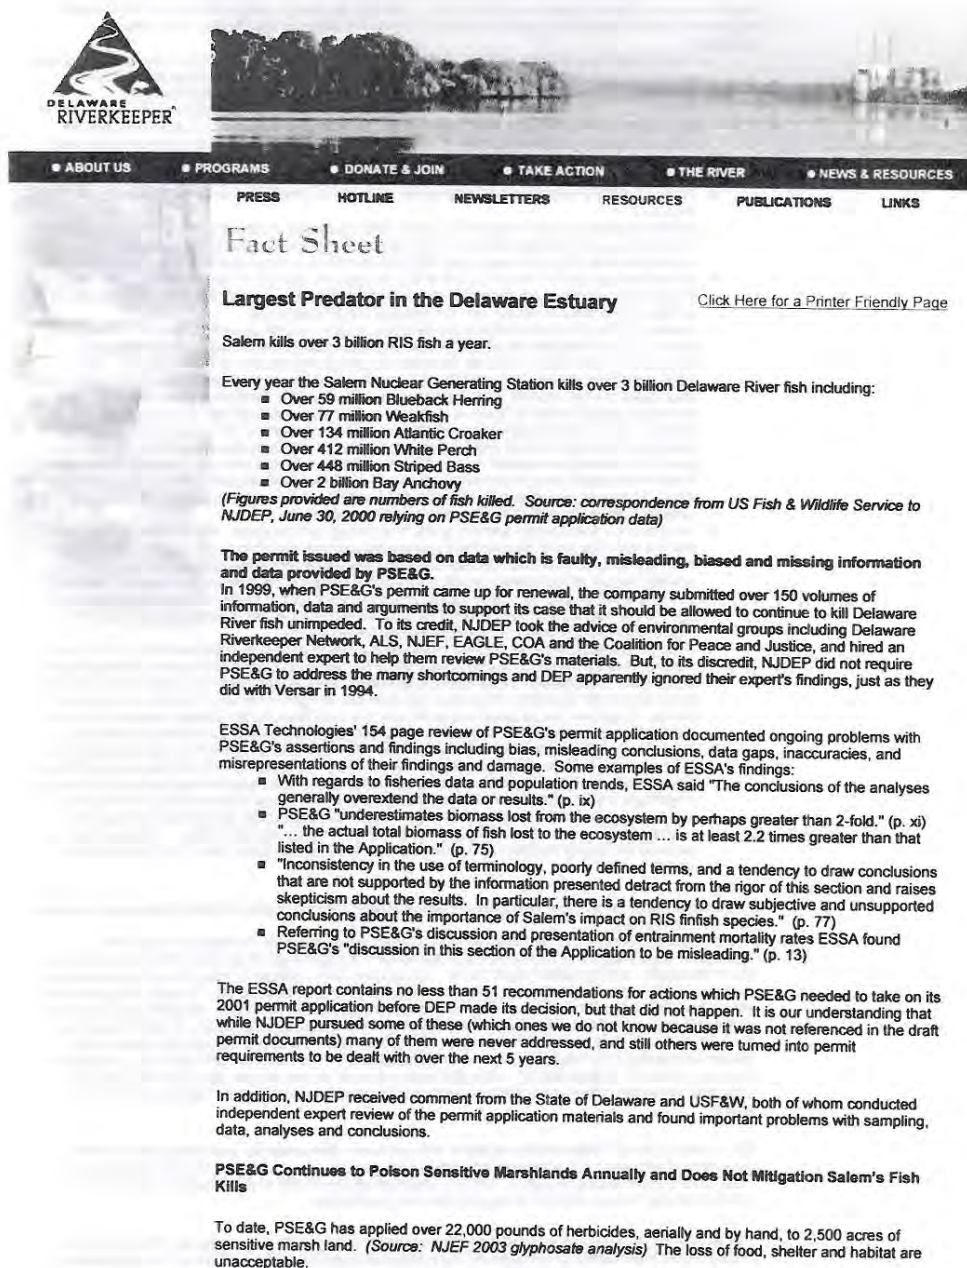 DELAWARE
RIVERKEEPER
ABOUT US PROGRAMS DONATE & JOIN TAKE ACTION THE RIVER NEWS & RESOURCES
PRESS HOTLINE NEWSLETTERS RESOURCES PUBLICATIONS LINKS
Fact Sheet
Largest Predator in the Delaware Estuary Click Here for a Printer Friendly Page
Salem kills over 3 billion RIS fish a year.
Every year the Salem Nuclear Generating Station kills over 3 billion Delaware River fish including:
Over 59 million Blueback Herring
Over 77 million Weakfish
Over 134 million Atlantic Croaker
Over 412 million White Perch
Over 448 million Striped Bass
Over 2 billion Bay Anchovy
(Figures provided are numbers of fish killed. Source: correspondence from US Fish & Wildlife Service to
NJDEP, June 30, 2000 relying on PSE&G permit application data)
The permit issued was based on data which is faulty, misleading, biased and missing information
and data provided by PSE&G.
In 1999, when PSE&G's permit came up for renewal, the company submitted over 150 volumes of
information, data and arguments to support its case that it should be allowed to continue to kill Delaware
River fish unimpeded. To its credit, NJDEP took the advice of environmental groups including Delaware
Riverkeeper Network, ALS, NJEF, EAGLE, COA and the Coalition for Peace and Justice, and hired an
independent expert to help them review PSE&G's materials. But, to its discredit, NJDEP did not require
PSE&G to address the many shortcomings and DEP apparently ignored their expert's findings, just as they
did with Versar in 1994.
ESSA Technologies' 154 page review of PSE&G's permit application documented ongoing problems with
PSE&G's assertions and findings including bias, misleading conclusions, data gaps, inaccuracies, and
misrepresentations of their findings and damage. Some examples of ESSA's findings:
With regards to fisheries data and population trends, ESSA said "The conclusions of the analyses
generally overextend the data or results." (p. ix)
PSE&G "underestimates biomass lost from the ecosystem by perhaps greater than 2-fold." (p. xi)
"... the actual total biomass of fish lost to the ecosystem ... is at least 2.2 times greater than that
listed in the Application." (p. 75)
"Inconsistency in the use of terminology, poorly defined terms, and a tendency to draw conclusions
that are not supported by the information presented detract from the rigor of this section and raises
skepticism about the results. In particular, there is a tendency to draw subjective and unsupported
conclusions about the importance of Salem's impact on RIS finfish species." (p. 77)
Referring to PSE&G's discussion and presentation of entrainment mortality rates ESSA found
PSE&G's "discussion in this section of the Application to be misleading." (p. 13)
The ESSA report contains no less than 51 recommendations for actions which PSE&G needed to take on its
2001 permit application before DEP made its decision, but that did not happen. It is our understanding that
while NJDEP pursued some of these (which ones we do not know because it was not referenced in the draft
permit documents) many of them were never addressed, and still others were turned into permit
requirements to be dealt with over the next 5 years.
In addition, NJDEP received comment from the State of Delaware and USF&W, both of whom conducted
independent expert review of the permit application materials and found important problems with sampling,
data, analyses and conclusions.
PSE&G Continues to Poison Sensitive Marshlands Annually and Does Not Mitigation Salem's Fish
Kills
To date, PSE&G has applied over 22,000 pounds of herbicides, aerially and by hand, to 2,500 acres of
sensitive marsh land. (Source: NJEF 2003 glyphosate analysis) The loss of food, shelter and habitat are
unacceptable.